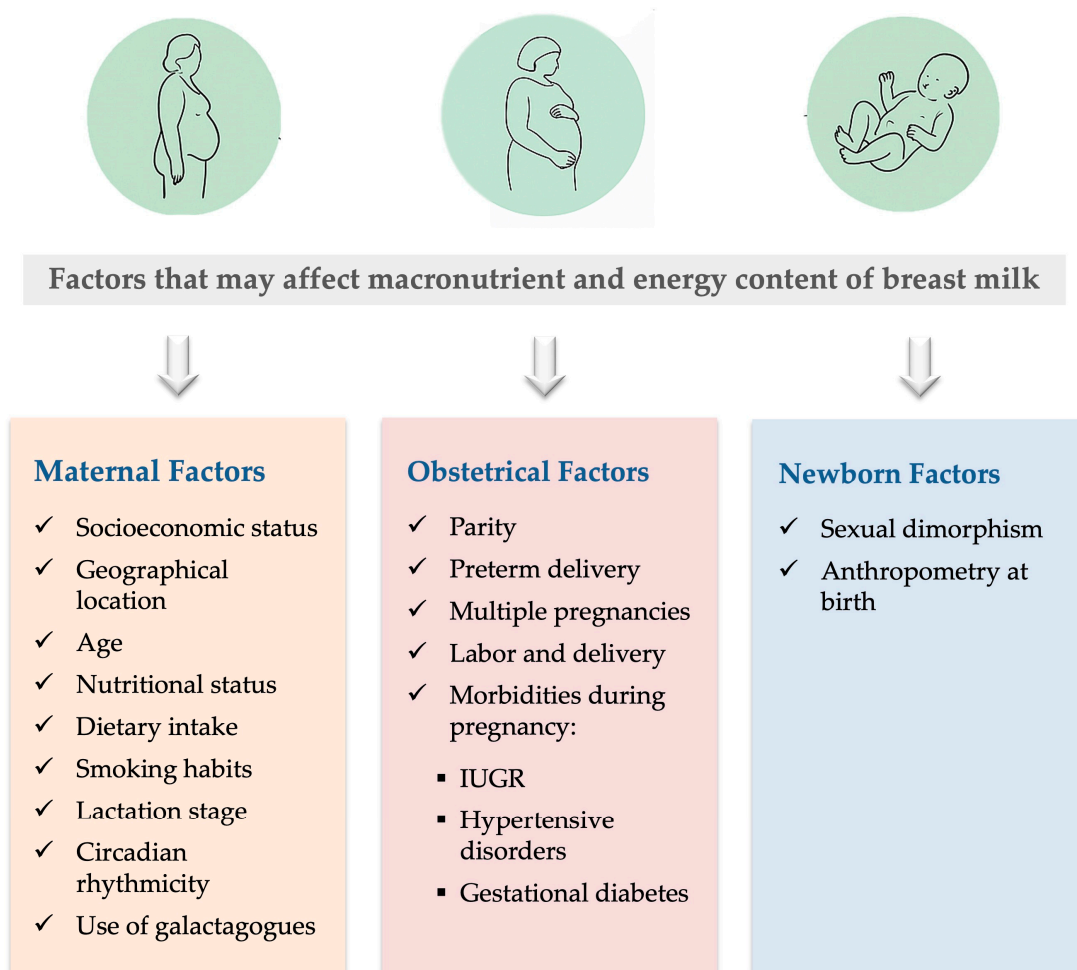 Factors that may affect macronutrient and energy content of breast milk
Maternal Factors
✓ Socioeconomic status
✓ Geographical
location
✓ Age
✓ Nutritional status
✓ Dietary intake
✓ Smoking habits
✓ Lactation stage
✓ Circadian
rhythmicity
✓ Use of galactagogues
Obstetrical Factors
✓ Parity
✓ Preterm delivery
✓ Multiple pregnancies
✓ Labor and delivery
✓ Morbidities during
pregnancy:
▪ IUGR
▪ Hypertensive
disorders
▪ Gestational diabetes
Newborn Factors
✓ Sexual dimorphism
✓ Anthropometry at
birth